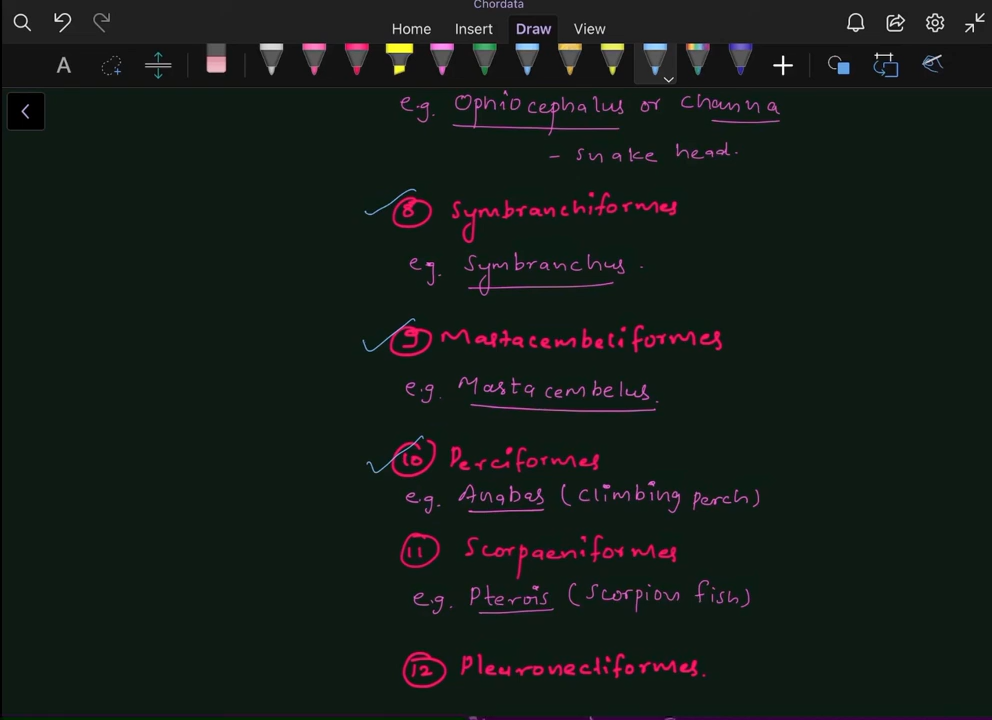 Chordata
Home Insert Draw View
A
e.g. Ophiocephalus or Channa
- snake head.
8 Symbranchiformes
eg. Symbranchus.
9 Mastacembeliformes
e.g. Mastacembelus.
10 Perciformes
e.g. Anabas (Climbing perch)
11 Scorpaeniformes
e.g. Pterois (Scorpion fish)
12 Pleuronectiformes.